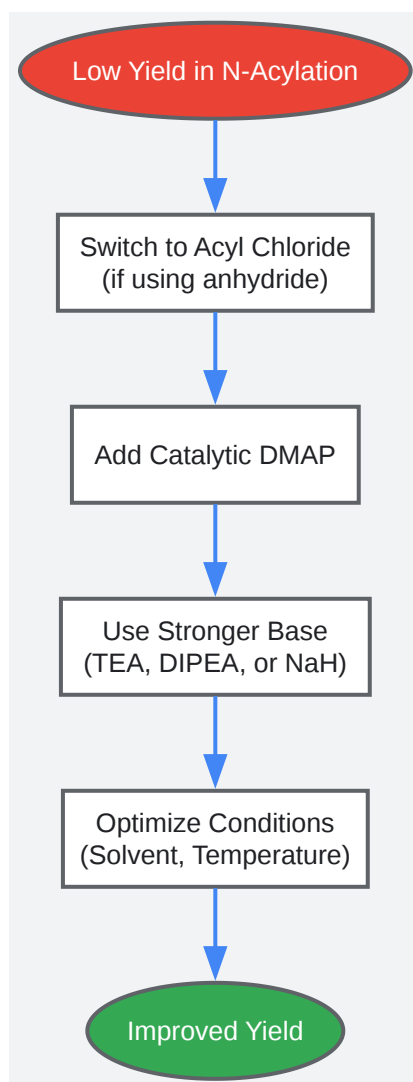 Low Yield in N-Acylation
Switch to Acyl Chloride
(if using anhydride)
Add Catalytic DMAP
Use Stronger Base
(TEA, DIPEA, or NaH)
Optimize Conditions
(Solvent, Temperature)
Improved Yield